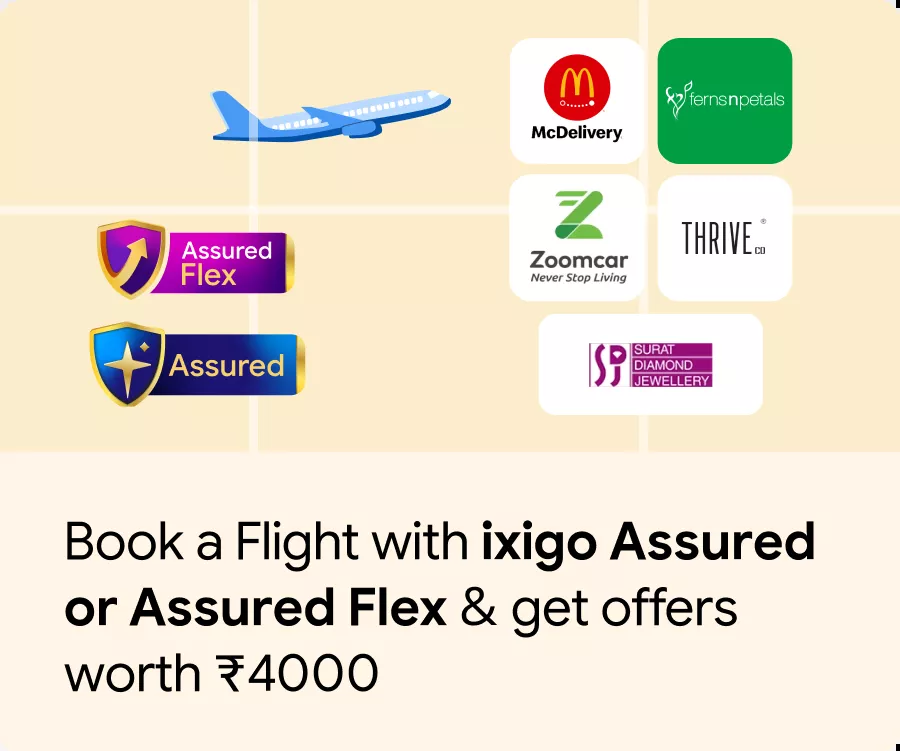 McDelivery
fernsnpetals
Assured
Flex
Zoomcar
Never Stop Living
THRIVE®
CO
Assured
SDJ
SURAT
DIAMOND
JEWELLERY
Book a Flight with ixigo Assured
or Assured Flex & get offers
worth ₹4000